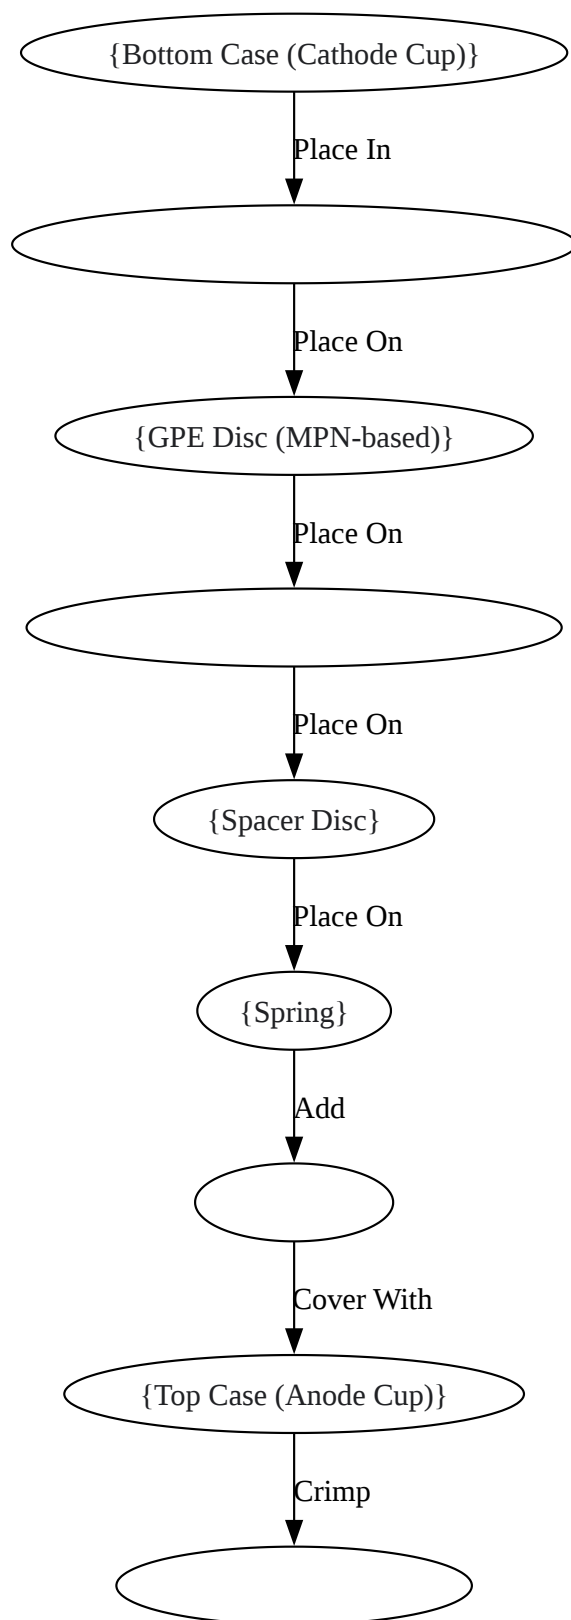 {Bottom Case (Cathode Cup)}
Place In
Place On
{GPE Disc (MPN-based)}
Place On
Place On
{Spacer Disc}
Place On
{Spring}
Add
Cover With
{Top Case (Anode Cup)}
Crimp